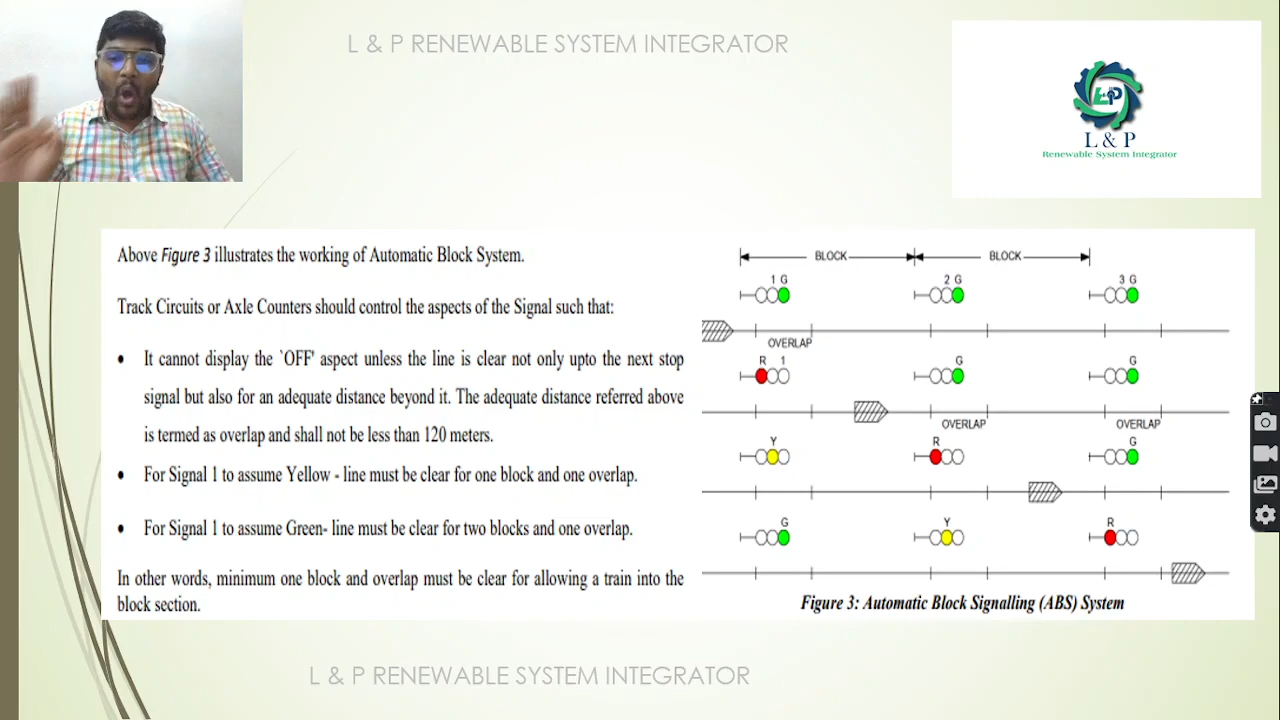 L & P RENEWABLE SYSTEM INTEGRATOR
L&P
L & P
Renewable System Integrator
Above Figure 3 illustrates the working of Automatic Block System.
Track Circuits or Axle Counters should control the aspects of the Signal such that:
• It cannot display the `OFF' aspect unless the line is clear not only upto the next stop
signal but also for an adequate distance beyond it. The adequate distance referred above
is termed as overlap and shall not be less than 120 meters.
• For Signal 1 to assume Yellow - line must be clear for one block and one overlap.
• For Signal 1 to assume Green- line must be clear for two blocks and one overlap.
In other words, minimum one block and overlap must be clear for allowing a train into the
block section.
BLOCK BLOCK
1 G 2 G 3 G
OVERLAP
R 1 G G
OVERLAP OVERLAP
Y R G
G Y R
Figure 3: Automatic Block Signalling (ABS) System
L & P RENEWABLE SYSTEM INTEGRATOR